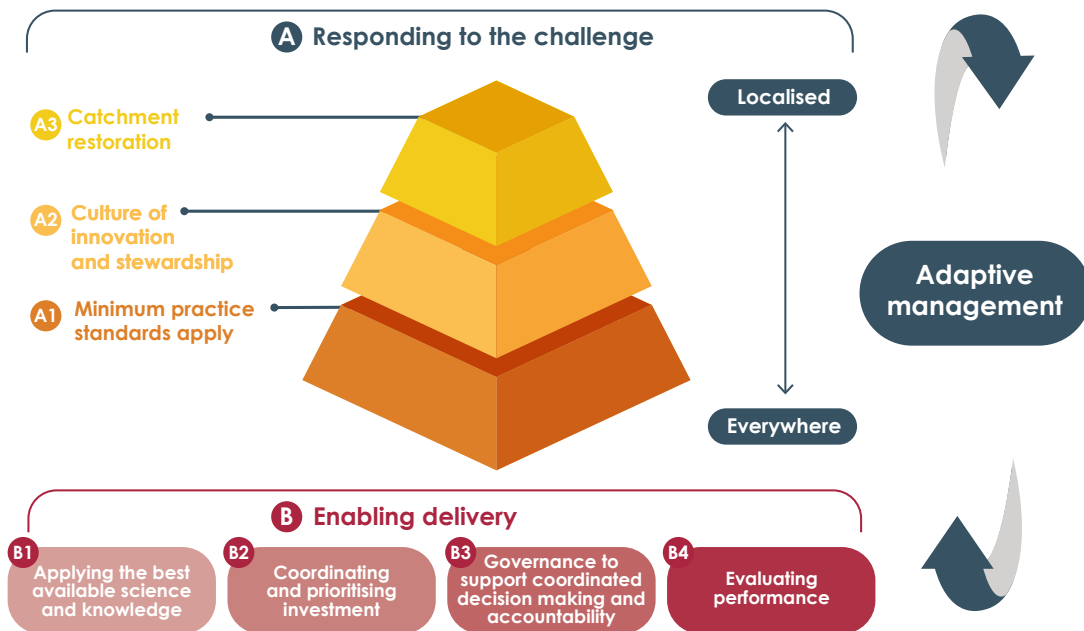 A Responding to the challenge
A3 Catchment
restoration
A2 Culture of
innovation
and stewardship
A1 Minimum practice
standards apply
Localised
Everywhere
Adaptive
management
B Enabling delivery
B1
Applying the best
available science
and knowledge
B2
Coordinating
and prioritising
investment
B3
Governance to
support coordinated
decision making and
accountability
B4
Evaluating
performance